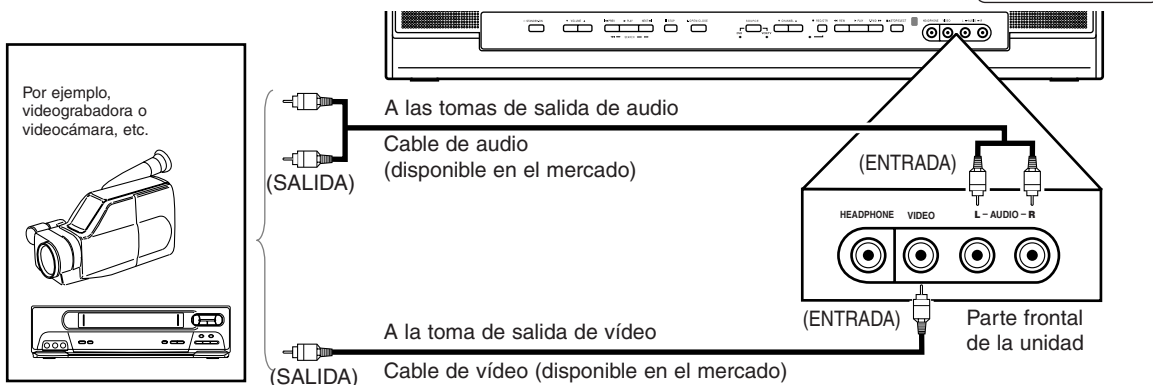 Por ejemplo,
videograbadora o
videocámara, etc.
A las tomas de salida de audio
Cable de audio
(disponible en el mercado)
(SALIDA)
(ENTRADA)
HEADPHONE VIDEO L – AUDIO – R
(ENTRADA)
Parte frontal
de la unidad
A la toma de salida de vídeo
Cable de vídeo (disponible en el mercado)
(SALIDA)